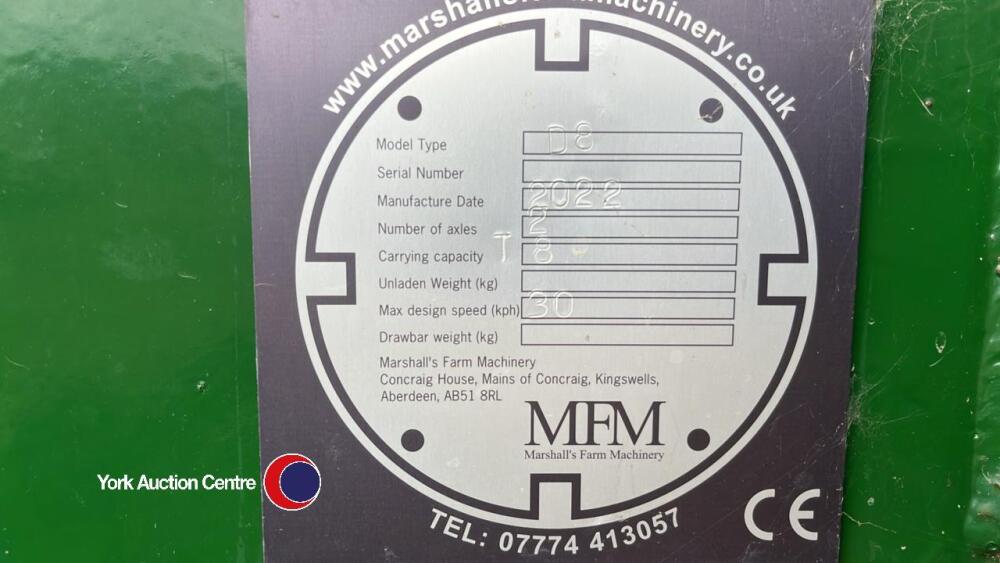 www.marshallsfarmmachinery.co.uk
Model Type D8
Serial Number
Manufacture Date 2022
Number of axles 2
Carrying capacity T 8
Unladen Weight (kg)
Max design speed (kph) 30
Drawbar weight (kg)
Marshall's Farm Machinery
Concraig House, Mains of Concraig, Kingswells,
Aberdeen, AB51 8RL
MFM
Marshall's Farm Machinery
York Auction Centre
TEL: 07774 413057
CE